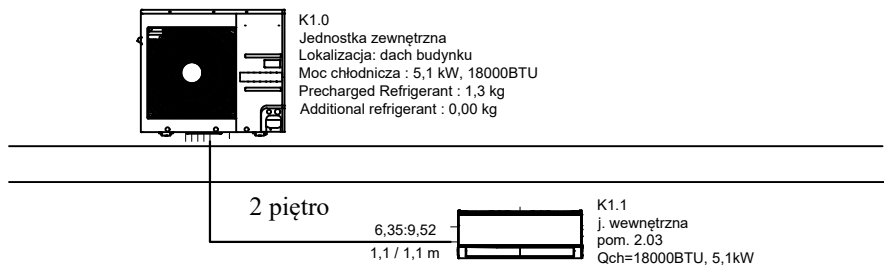 K1.0
Jednostka zewnętrzna
Lokalizacja: dach budynku
Moc chłodnicza : 5,1 kW, 18000BTU
Precharged Refrigerant : 1,3 kg
Additional refrigerant : 0,00 kg
2 piętro
6,35:9,52
1,1 / 1,1 m
K1.1
j. wewnętrzna
pom. 2.03
Qch=18000BTU, 5,1kW